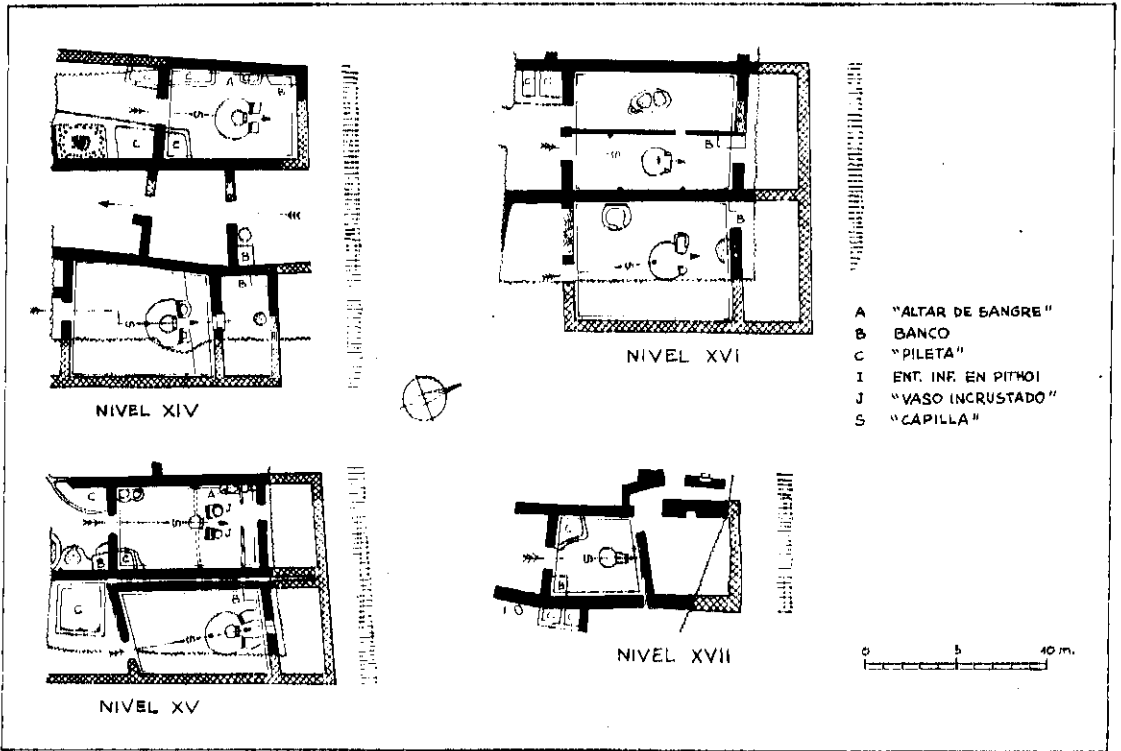 C
C
A
B
S
C
C
B
B
S
NIVEL XIV
C
C
B
S
B
S
NIVEL XVI
A "ALTAR DE SANGRE"
B BANCO
C "PILETA"
I ENT. INF. EN PITHOI
J "VASO INCRUSTADO"
S "CAPILLA"
C
A
J
S
J
B
C
C
B
S
NIVEL XV
C
S
B
C
C
NIVEL XVII
0 5 10 m.